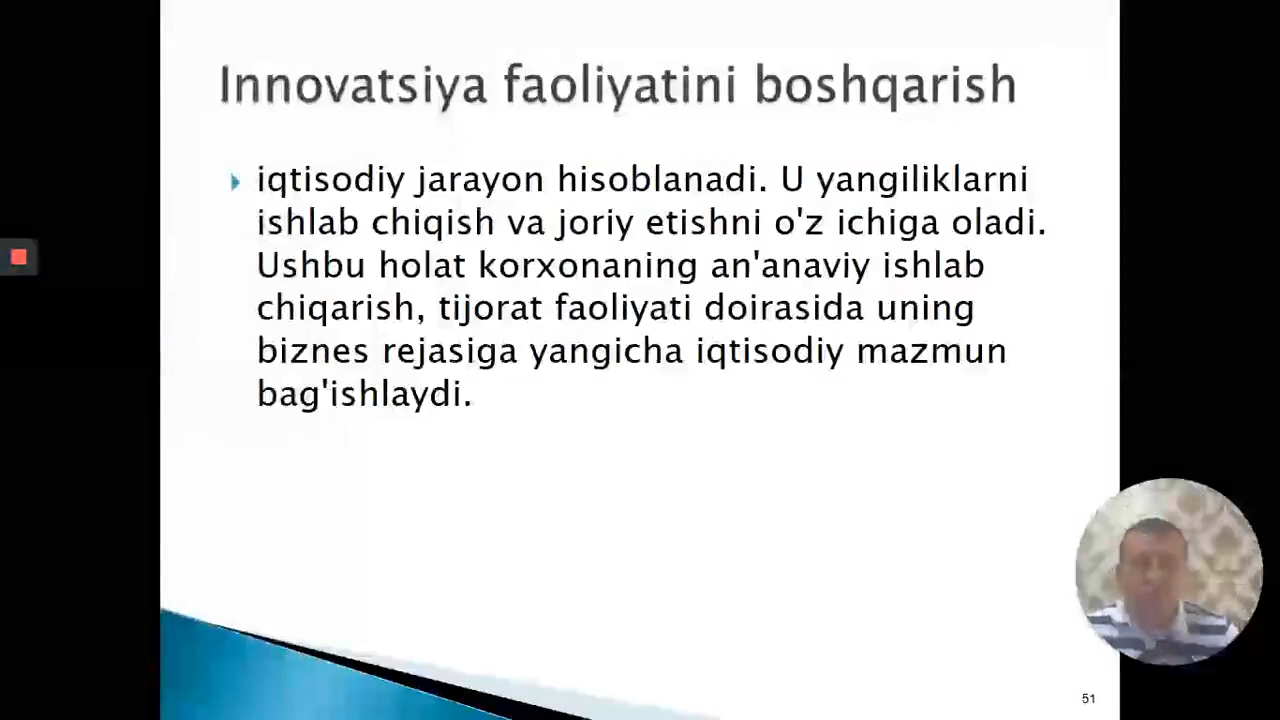 Innovatsiya faoliyatini boshqarish
iqtisodiy jarayon hisoblanadi. U yangiliklarni
ishlab chiqish va joriy etishni o'z ichiga oladi.
Ushbu holat korxonaning an'anaviy ishlab
chiqarish, tijorat faoliyati doirasida uning
biznes rejasiga yangicha iqtisodiy mazmun
bag'ishlaydi.
51